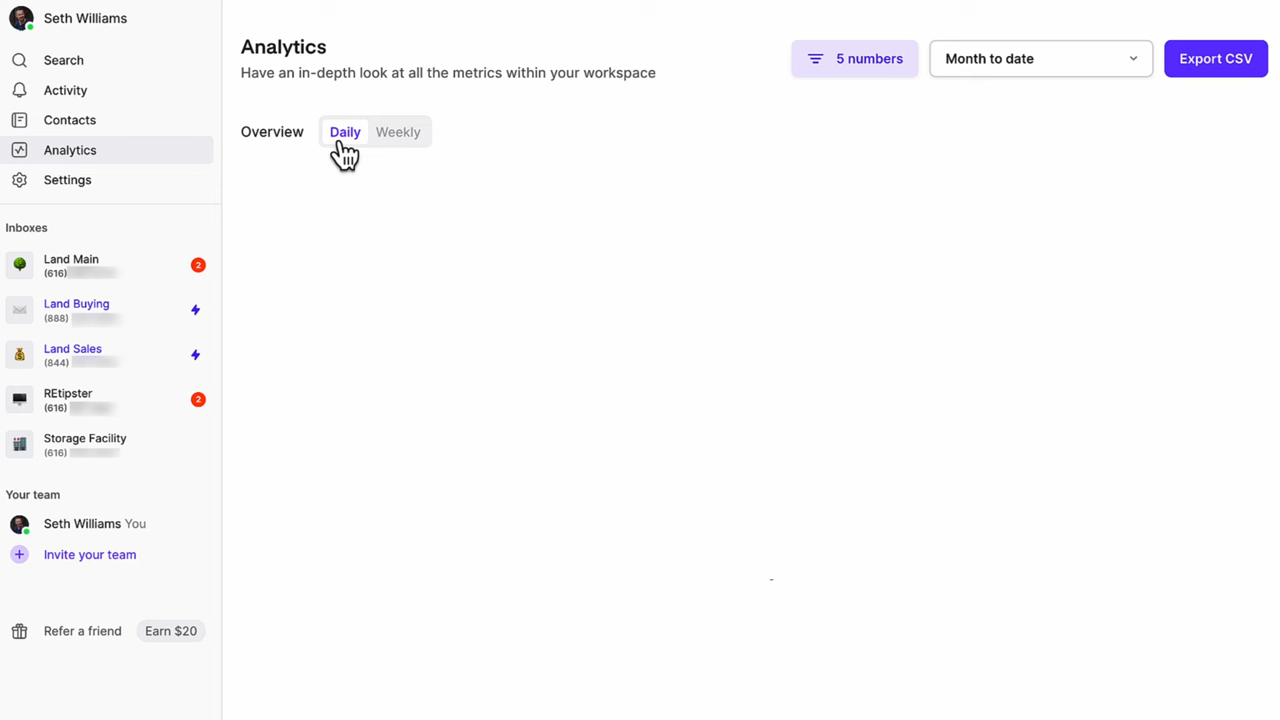 Seth Williams
Search
Activity
Contacts
Analytics
Settings
Inboxes
Land Main
(616)
2
Land Buying
(888)
Land Sales
(844)
REtipster
(616)
2
Storage Facility
(616)
Your team
Seth Williams You
Invite your team
Refer a friend
Earn $20
Analytics
Have an in-depth look at all the metrics within your workspace
5 numbers
Month to date
Export CSV
Overview
Daily
Weekly
-